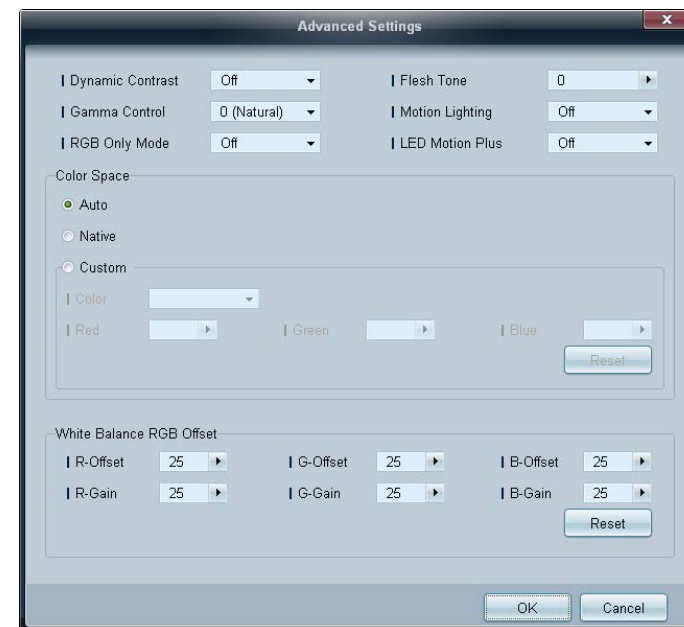 Advanced Settings
x
Dynamic Contrast Off Flesh Tone 0
Gamma Control 0 (Natural) Motion Lighting Off
RGB Only Mode Off LED Motion Plus Off
Color Space
Auto
Native
Custom
Color
Red Green Blue
Reset
White Balance RGB Offset
R-Offset 25 G-Offset 25 B-Offset 25
R-Gain 25 G-Gain 25 B-Gain 25
Reset
OK Cancel